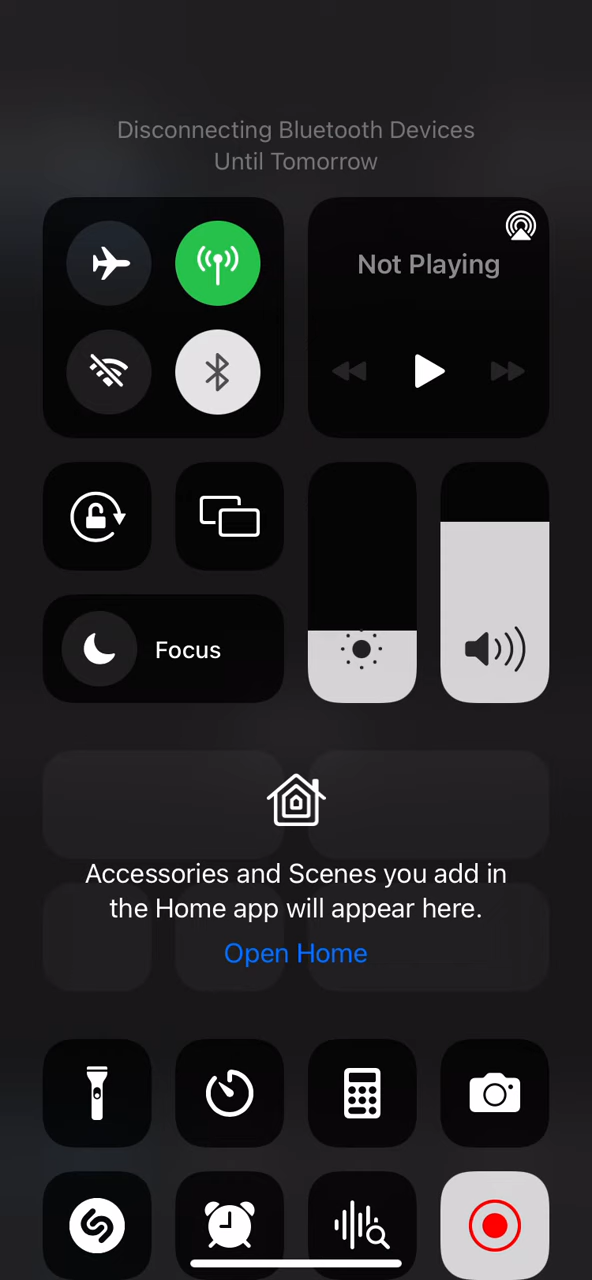 Disconnecting Bluetooth Devices
Until Tomorrow
Not Playing
Focus
Accessories and Scenes you add in
the Home app will appear here.
Open Home